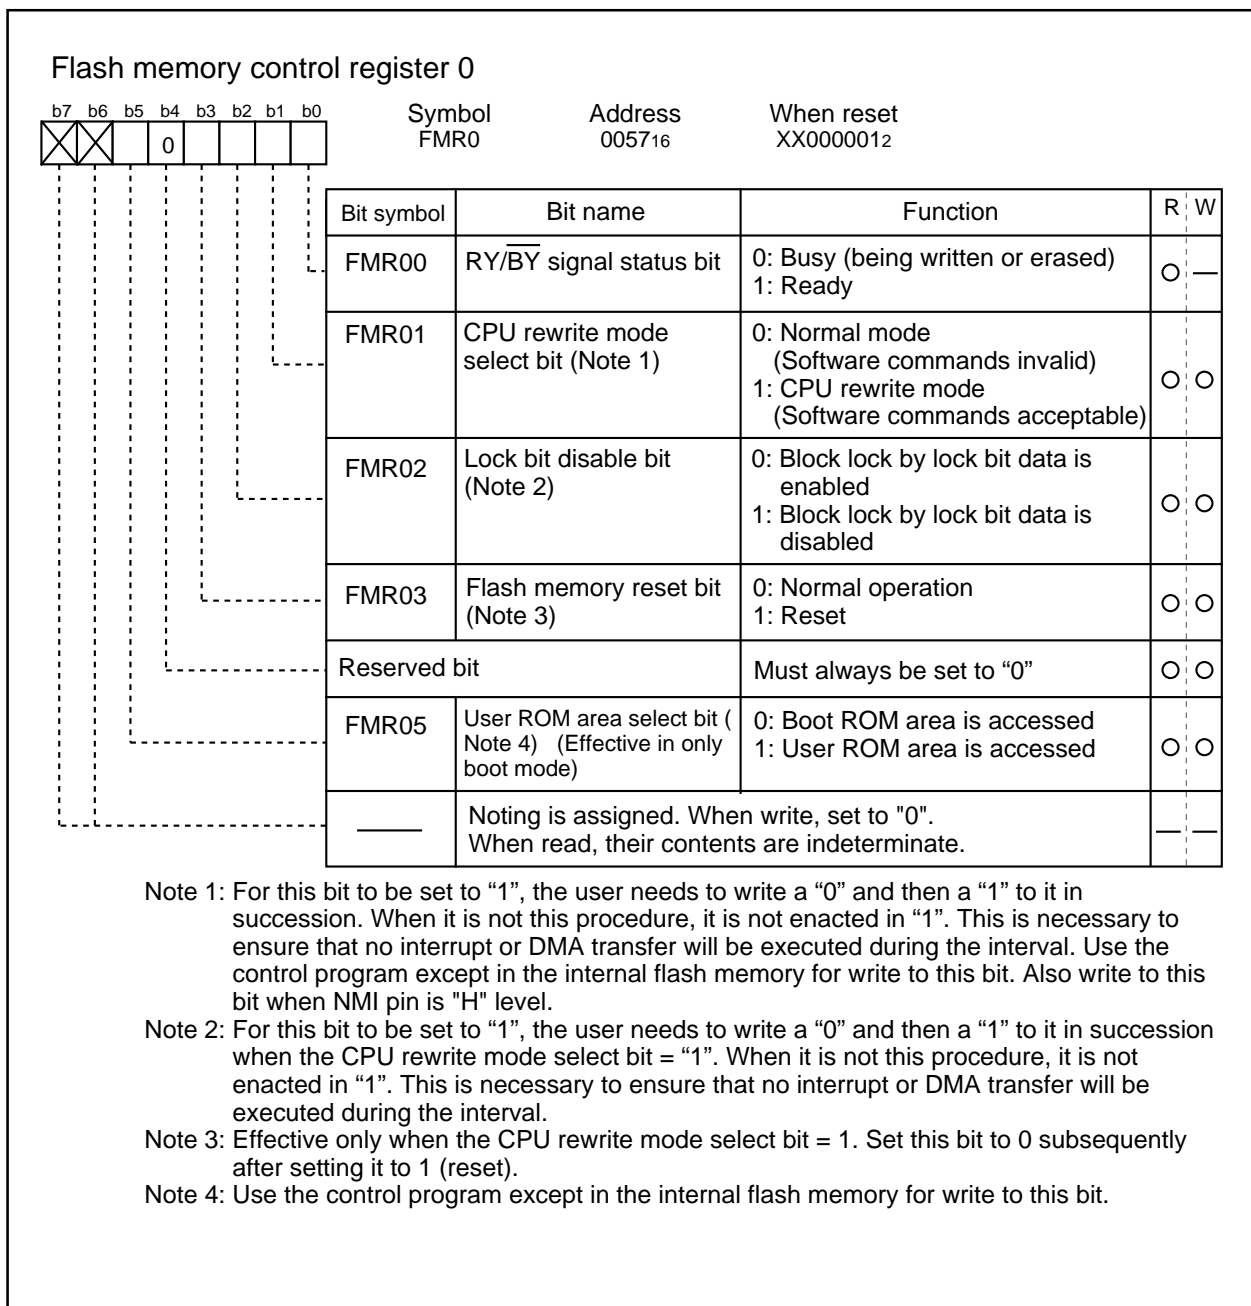 Flash memory control register 0
b7 b6 b5 b4 b3 b2 b1 b0
0
Symbol Address When reset
FMR0 005716 XX0000012
Bit symbol Bit name Function R W
FMR00 RY/BY signal status bit 0: Busy (being written or erased)
1: Ready
FMR01 CPU rewrite mode 0: Normal mode
select bit (Note 1) (Software commands invalid)
1: CPU rewrite mode
(Software commands acceptable)
FMR02 Lock bit disable bit 0: Block lock by lock bit data is
(Note 2) enabled
1: Block lock by lock bit data is
disabled
FMR03 Flash memory reset bit 0: Normal operation
(Note 3) 1: Reset
Reserved bit Must always be set to “0”
FMR05 User ROM area select bit ( 0: Boot ROM area is accessed
Note 4) (Effective in only 1: User ROM area is accessed
boot mode)
Noting is assigned. When write, set to "0".
When read, their contents are indeterminate.
Note 1: For this bit to be set to “1”, the user needs to write a “0” and then a “1” to it in
succession. When it is not this procedure, it is not enacted in “1”. This is necessary to
ensure that no interrupt or DMA transfer will be executed during the interval. Use the
control program except in the internal flash memory for write to this bit. Also write to this
bit when NMI pin is "H" level.
Note 2: For this bit to be set to “1”, the user needs to write a “0” and then a “1” to it in succession
when the CPU rewrite mode select bit = “1”. When it is not this procedure, it is not
enacted in “1”. This is necessary to ensure that no interrupt or DMA transfer will be
executed during the interval.
Note 3: Effective only when the CPU rewrite mode select bit = 1. Set this bit to 0 subsequently
after setting it to 1 (reset).
Note 4: Use the control program except in the internal flash memory for write to this bit.